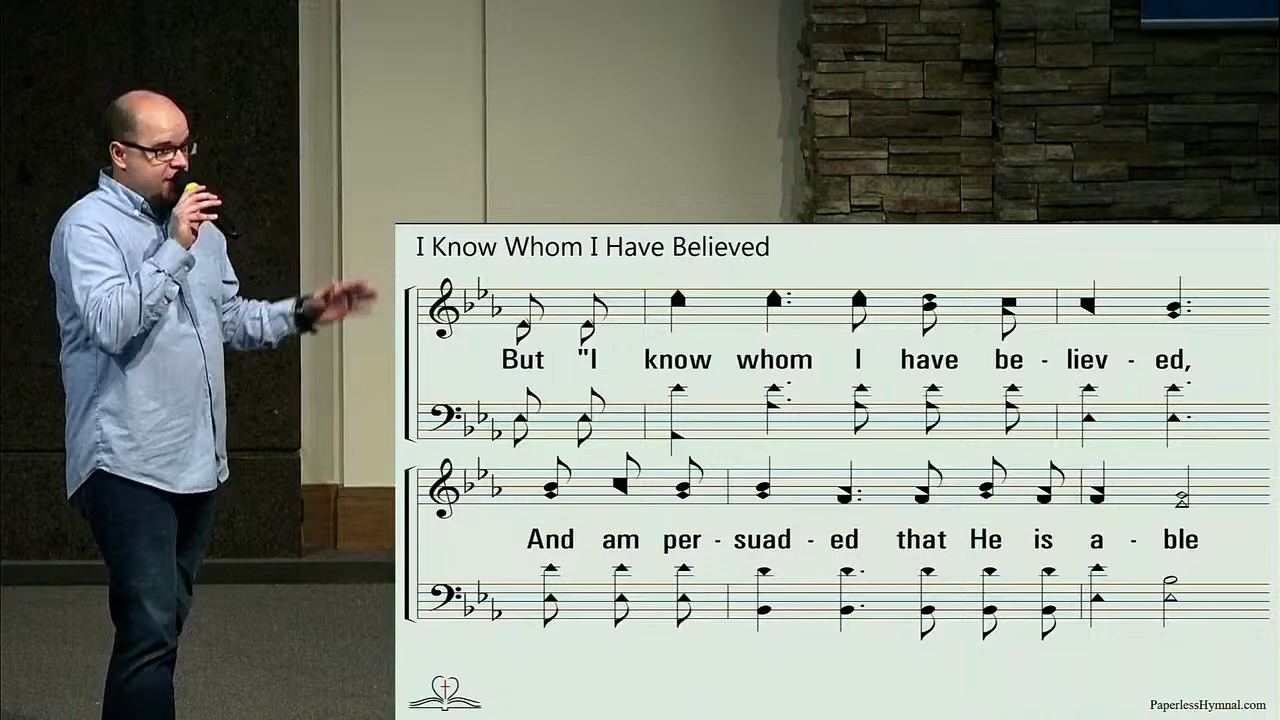 I Know Whom I Have Believed
But "I know whom I have be - liev - ed,
And am per - suad - ed that He is a - ble
PaperlessHymnal.com